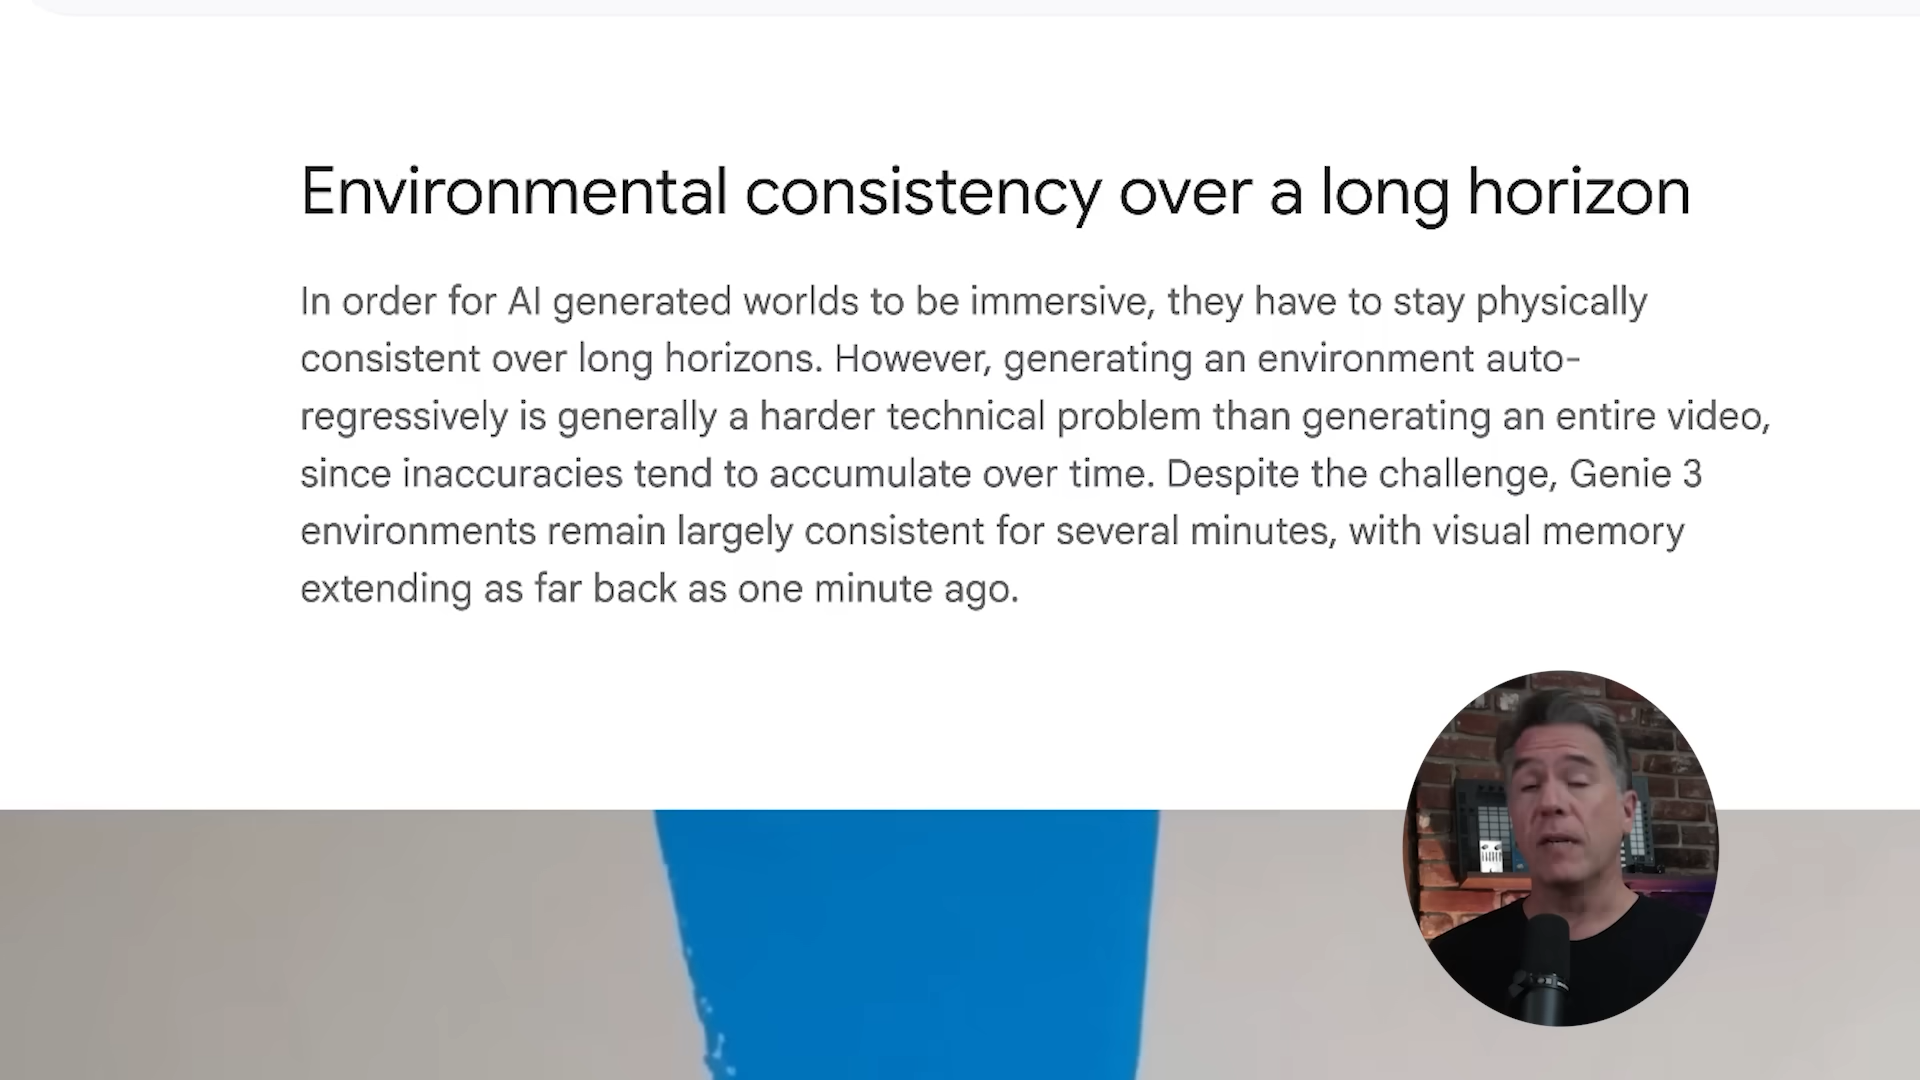 Environmental consistency over a long horizon
In order for AI generated worlds to be immersive, they have to stay physically
consistent over long horizons. However, generating an environment auto-
regressively is generally a harder technical problem than generating an entire video,
since inaccuracies tend to accumulate over time. Despite the challenge, Genie 3
environments remain largely consistent for several minutes, with visual memory
extending as far back as one minute ago.